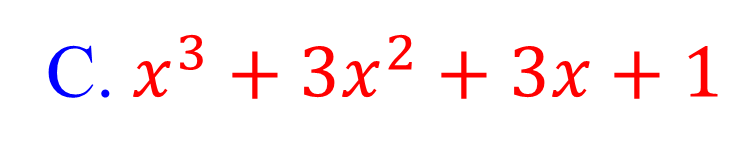 C. x³ + 3x² + 3x + 1